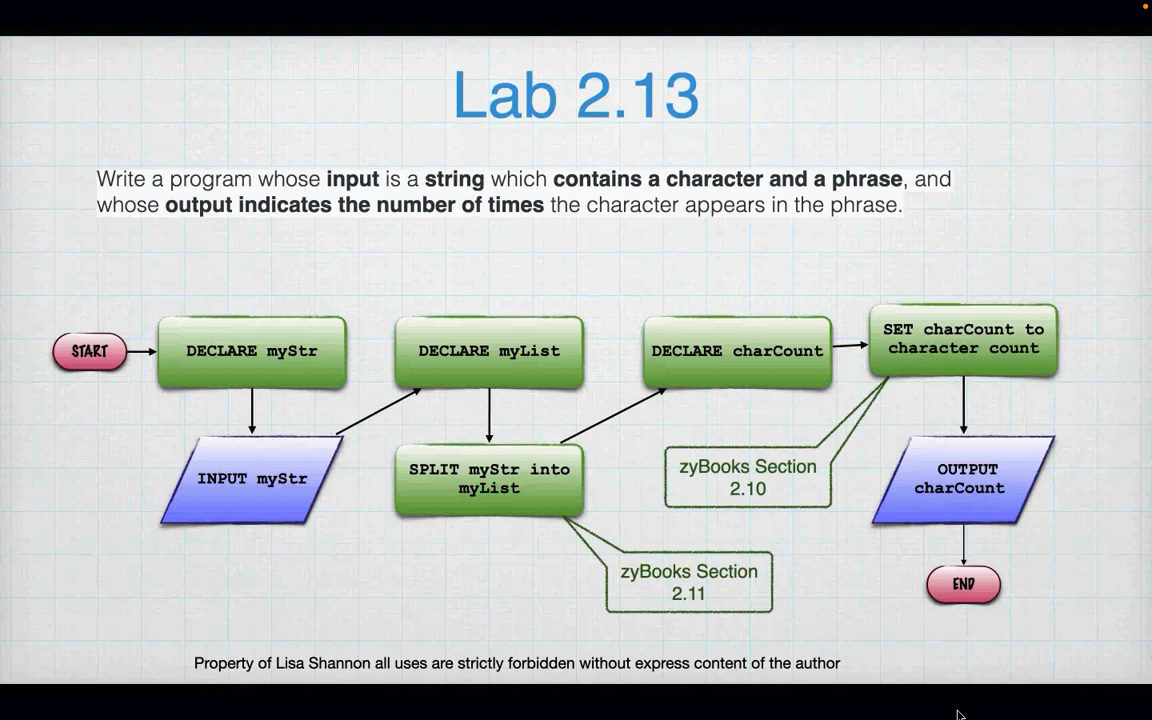 Lab 2.13
Write a program whose input is a string which contains a character and a phrase, and
whose output indicates the number of times the character appears in the phrase.
START
DECLARE myStr
INPUT myStr
DECLARE myList
SPLIT myStr into
myList
zyBooks Section
2.11
DECLARE charCount
SET charCount to
character count
zyBooks Section
2.10
OUTPUT
charCount
END
Property of Lisa Shannon all uses are strictly forbidden without express content of the author